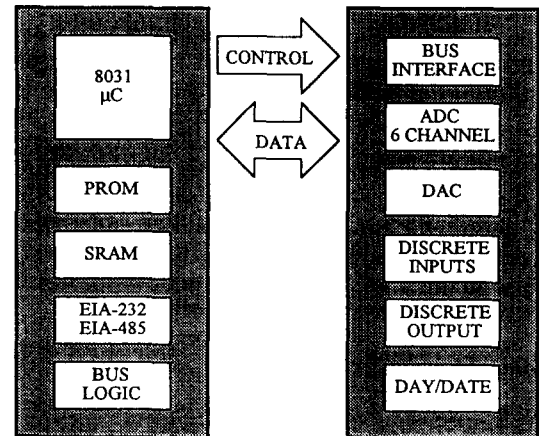 8031
µC
PROM
SRAM
EIA-232
EIA-485
BUS
LOGIC
CONTROL
DATA
BUS
INTERFACE
ADC
6 CHANNEL
DAC
DISCRETE
INPUTS
DISCRETE
OUTPUT
DAY/DATE